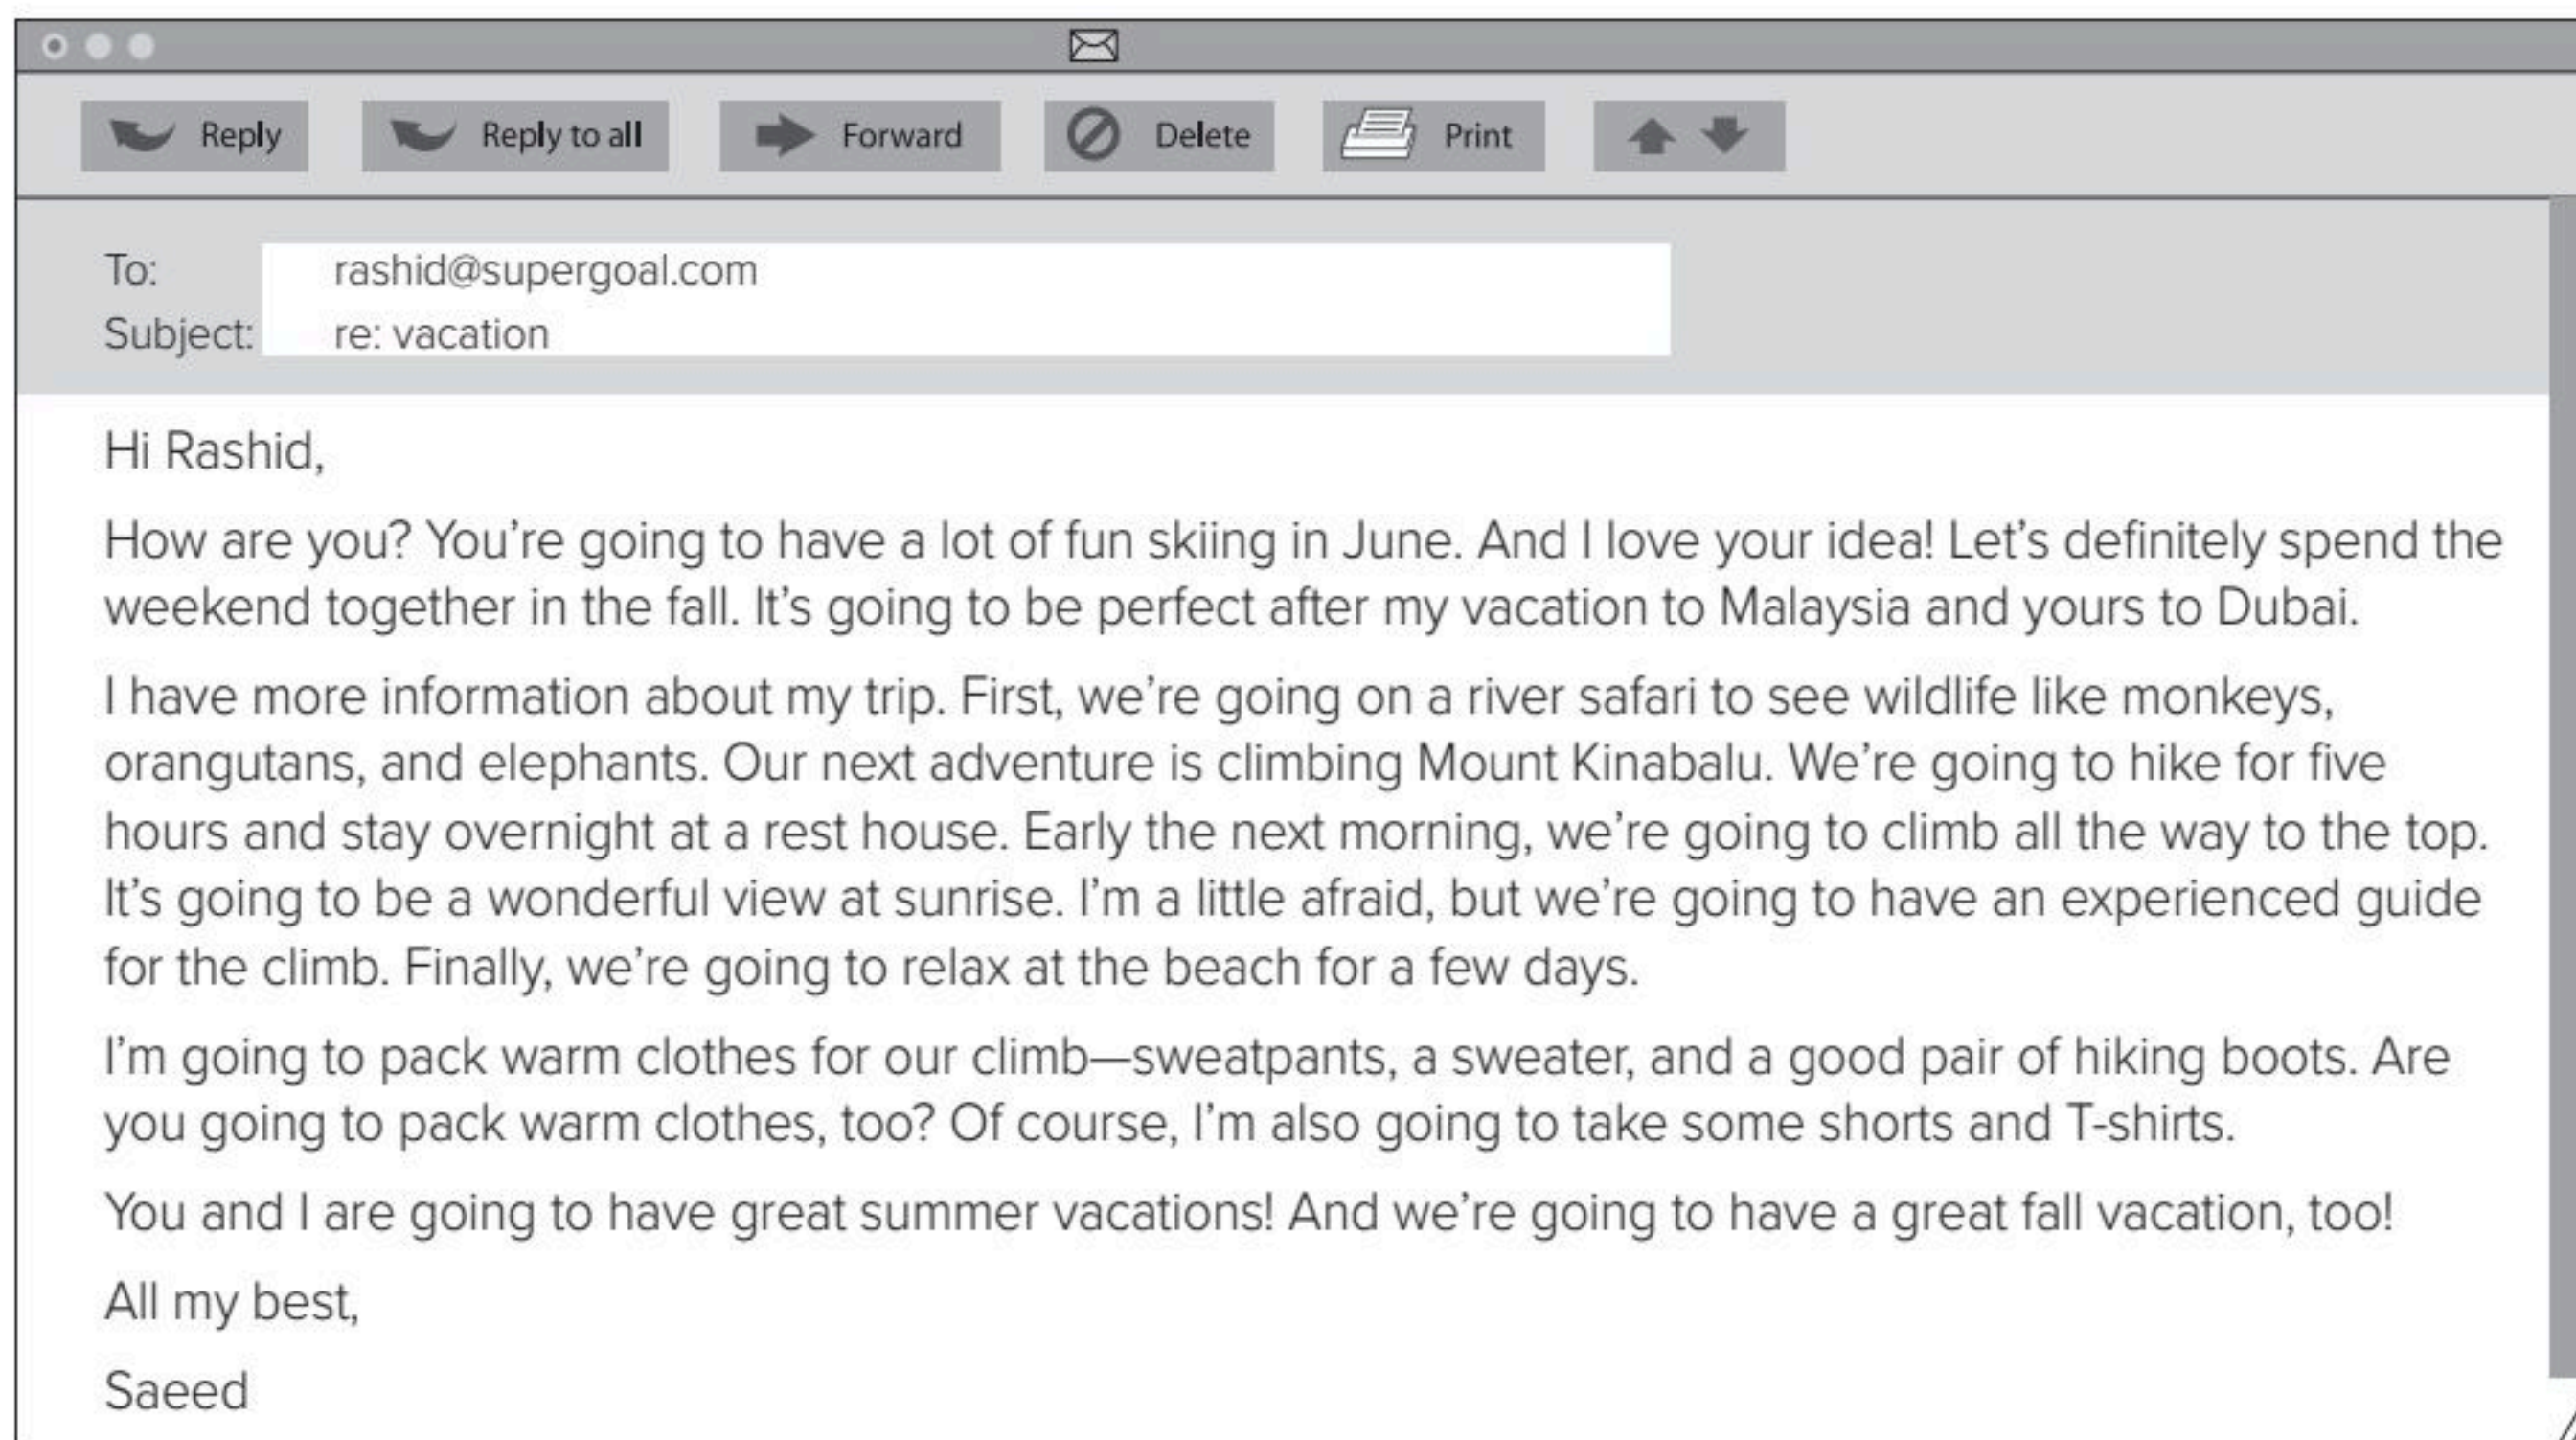 Reply Reply to all Forward Delete Print
To: rashid@supergoal.com
Subject: re: vacation
Hi Rashid,
How are you? You’re going to have a lot of fun skiing in June. And I love your idea! Let’s definitely spend the
weekend together in the fall. It’s going to be perfect after my vacation to Malaysia and yours to Dubai.
I have more information about my trip. First, we’re going on a river safari to see wildlife like monkeys,
orangutans, and elephants. Our next adventure is climbing Mount Kinabalu. We’re going to hike for five
hours and stay overnight at a rest house. Early the next morning, we’re going to climb all the way to the top.
It’s going to be a wonderful view at sunrise. I’m a little afraid, but we’re going to have an experienced guide
for the climb. Finally, we’re going to relax at the beach for a few days.
I’m going to pack warm clothes for our climb—sweatpants, a sweater, and a good pair of hiking boots. Are
you going to pack warm clothes, too? Of course, I’m also going to take some shorts and T-shirts.
You and I are going to have great summer vacations! And we’re going to have a great fall vacation, too!
All my best,
Saeed